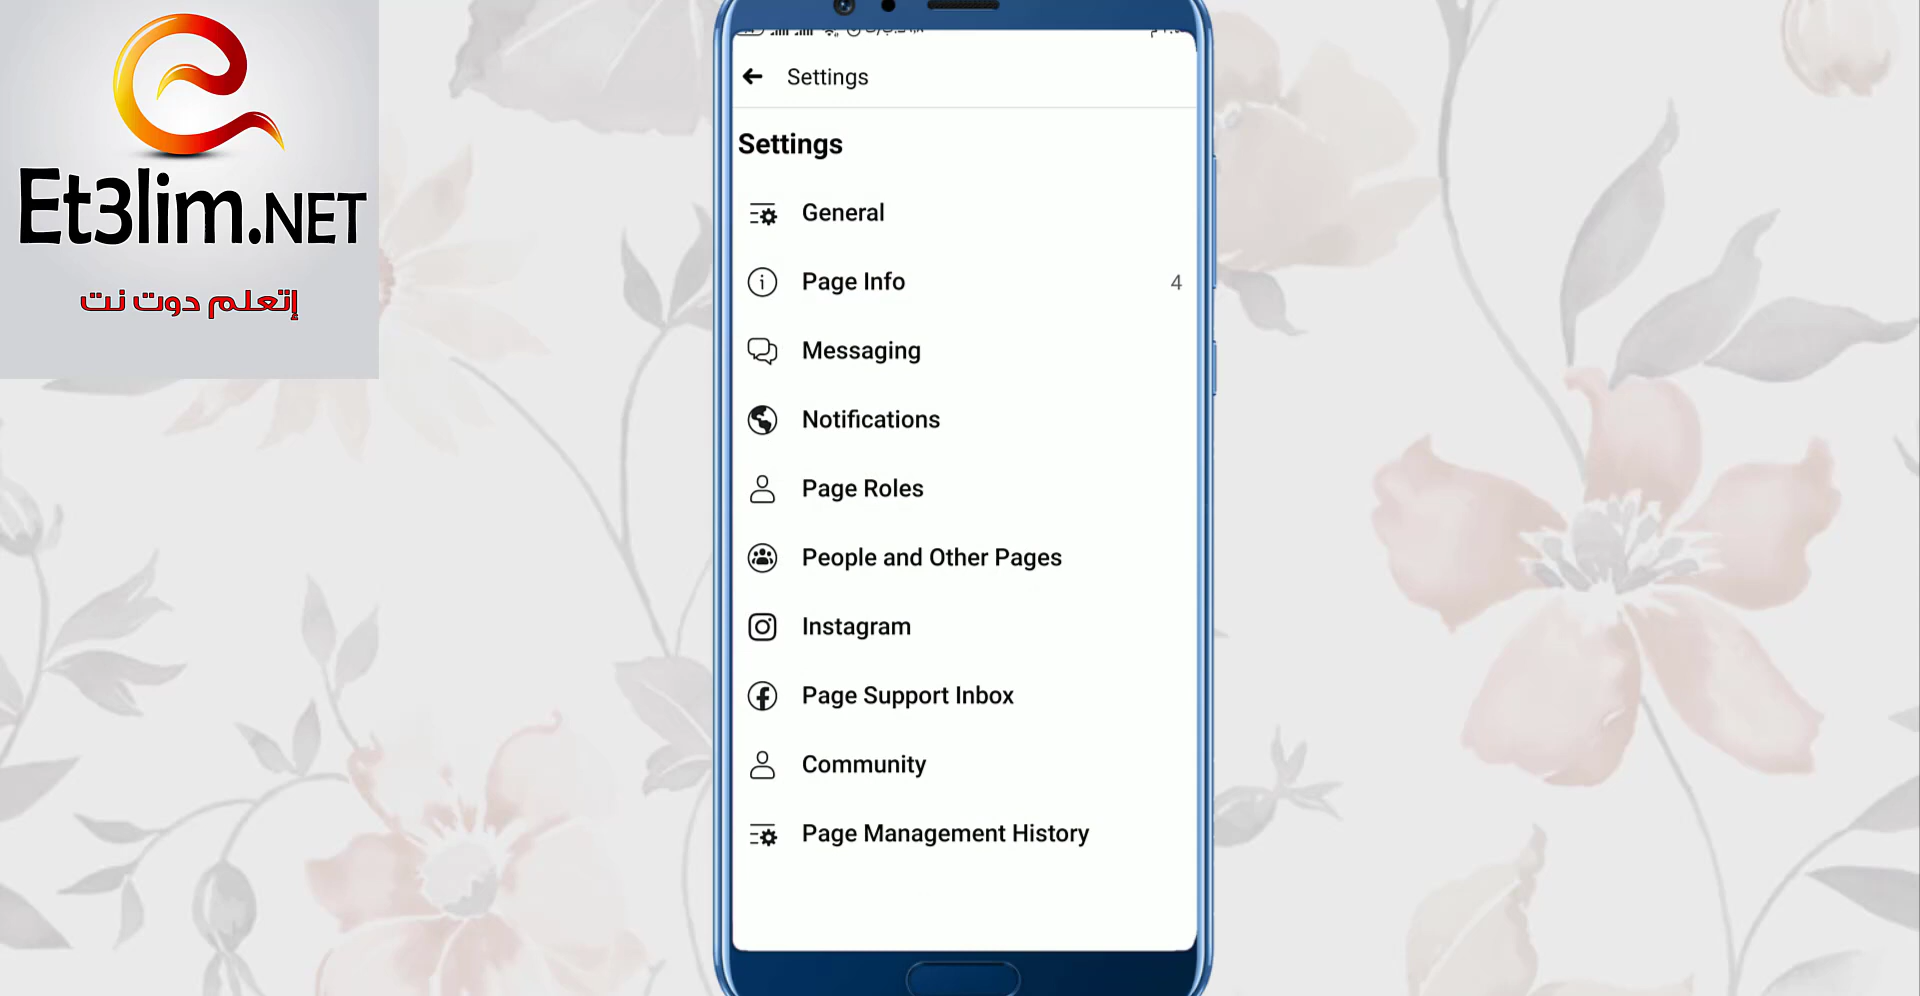 Et3lim.NET
إتعلم دوت نت
Settings
Settings
General
Page Info 4
Messaging
Notifications
Page Roles
People and Other Pages
Instagram
Page Support Inbox
Community
Page Management History